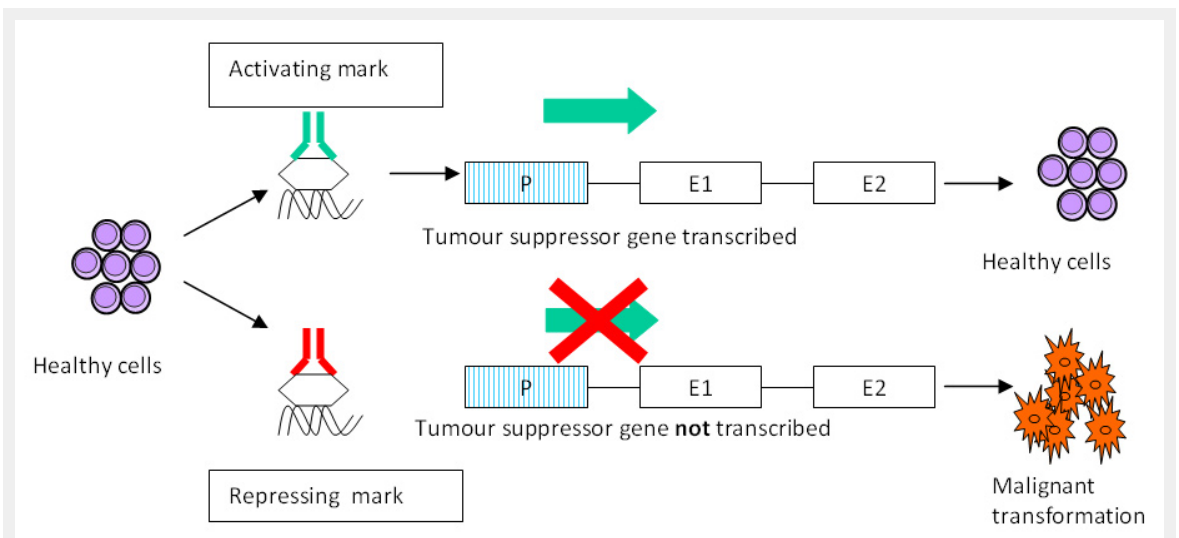 Activating mark
P
E1
E2
Tumour suppressor gene transcribed
Healthy cells
Healthy cells
P
E1
E2
Tumour suppressor gene not transcribed
Repressing mark
Malignant
transformation